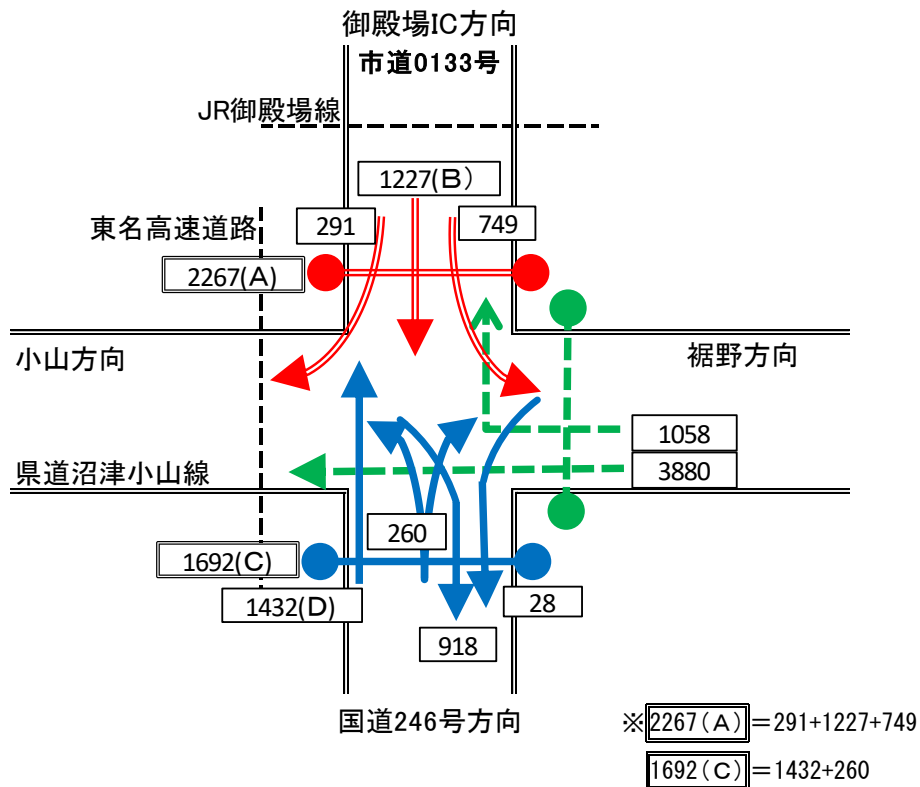 御殿場IC方向
市道0133号
JR御殿場線
1227(B)
東名高速道路
291
749
2267(A)
小山方向
裾野方向
1058
県道沼津小山線
3880
260
1692(C)
1432(D)
28
918
国道246号方向
※2267(A)=291+1227+749
1692(C)=1432+260